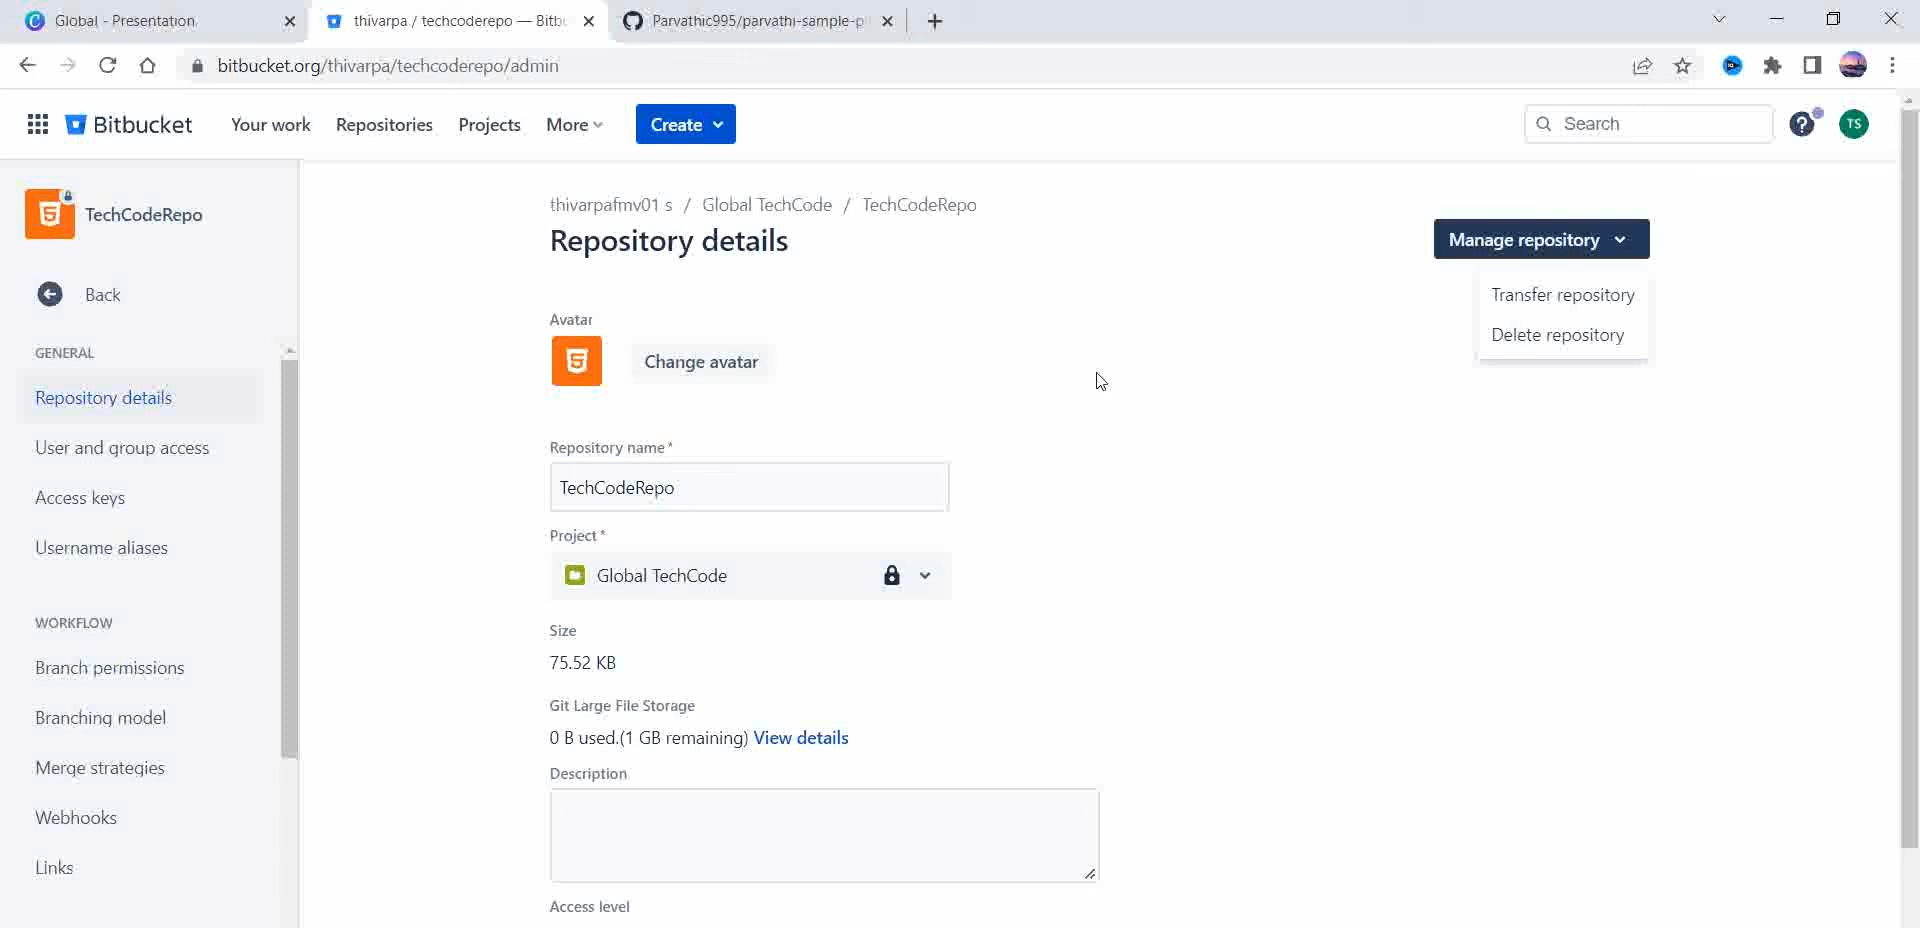 Global - Presentation
thivarpa / techcoderepo — Bitb
Parvathic995/parvathi-sample-p
bitbucket.org/thivarpa/techcoderepo/admin
Bitbucket
Your work
Repositories
Projects
More
Create
Search
TS
TechCodeRepo
Back
GENERAL
Repository details
User and group access
Access keys
Username aliases
WORKFLOW
Branch permissions
Branching model
Merge strategies
Webhooks
Links
thivarpafmv01 s / Global TechCode / TechCodeRepo
Repository details
Manage repository
Transfer repository
Delete repository
Avatar
Change avatar
Repository name *
TechCodeRepo
Project *
Global TechCode
Size
75.52 KB
Git Large File Storage
0 B used.(1 GB remaining) View details
Description
Access level